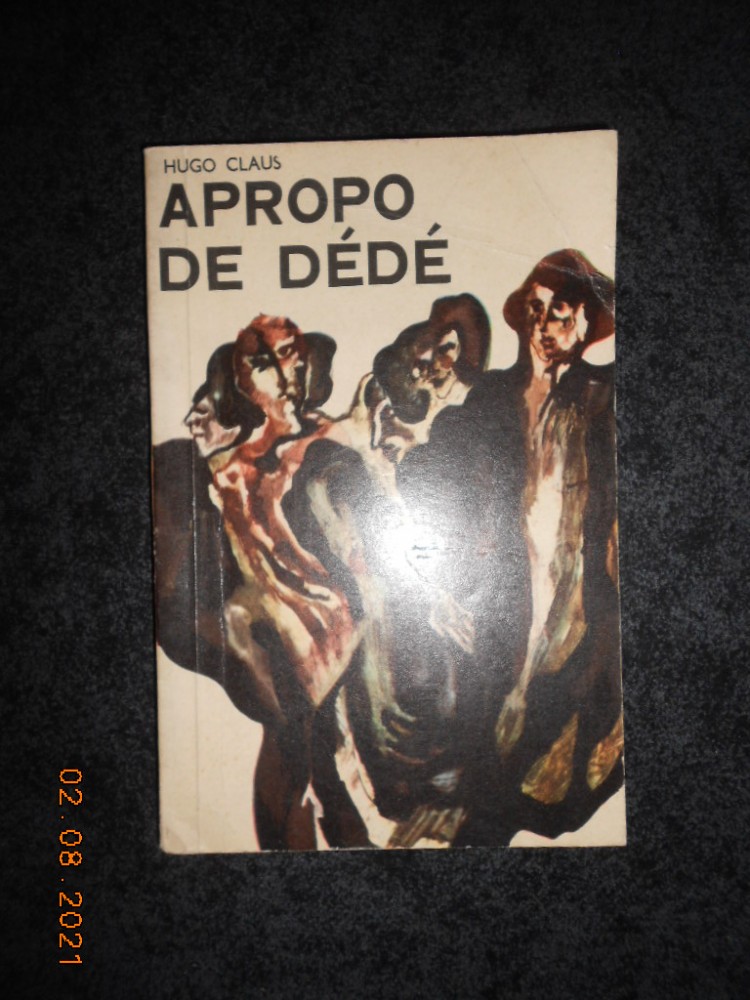 HUGO CLAUS
APROPO
DE DÉDÉ
02.08.2021